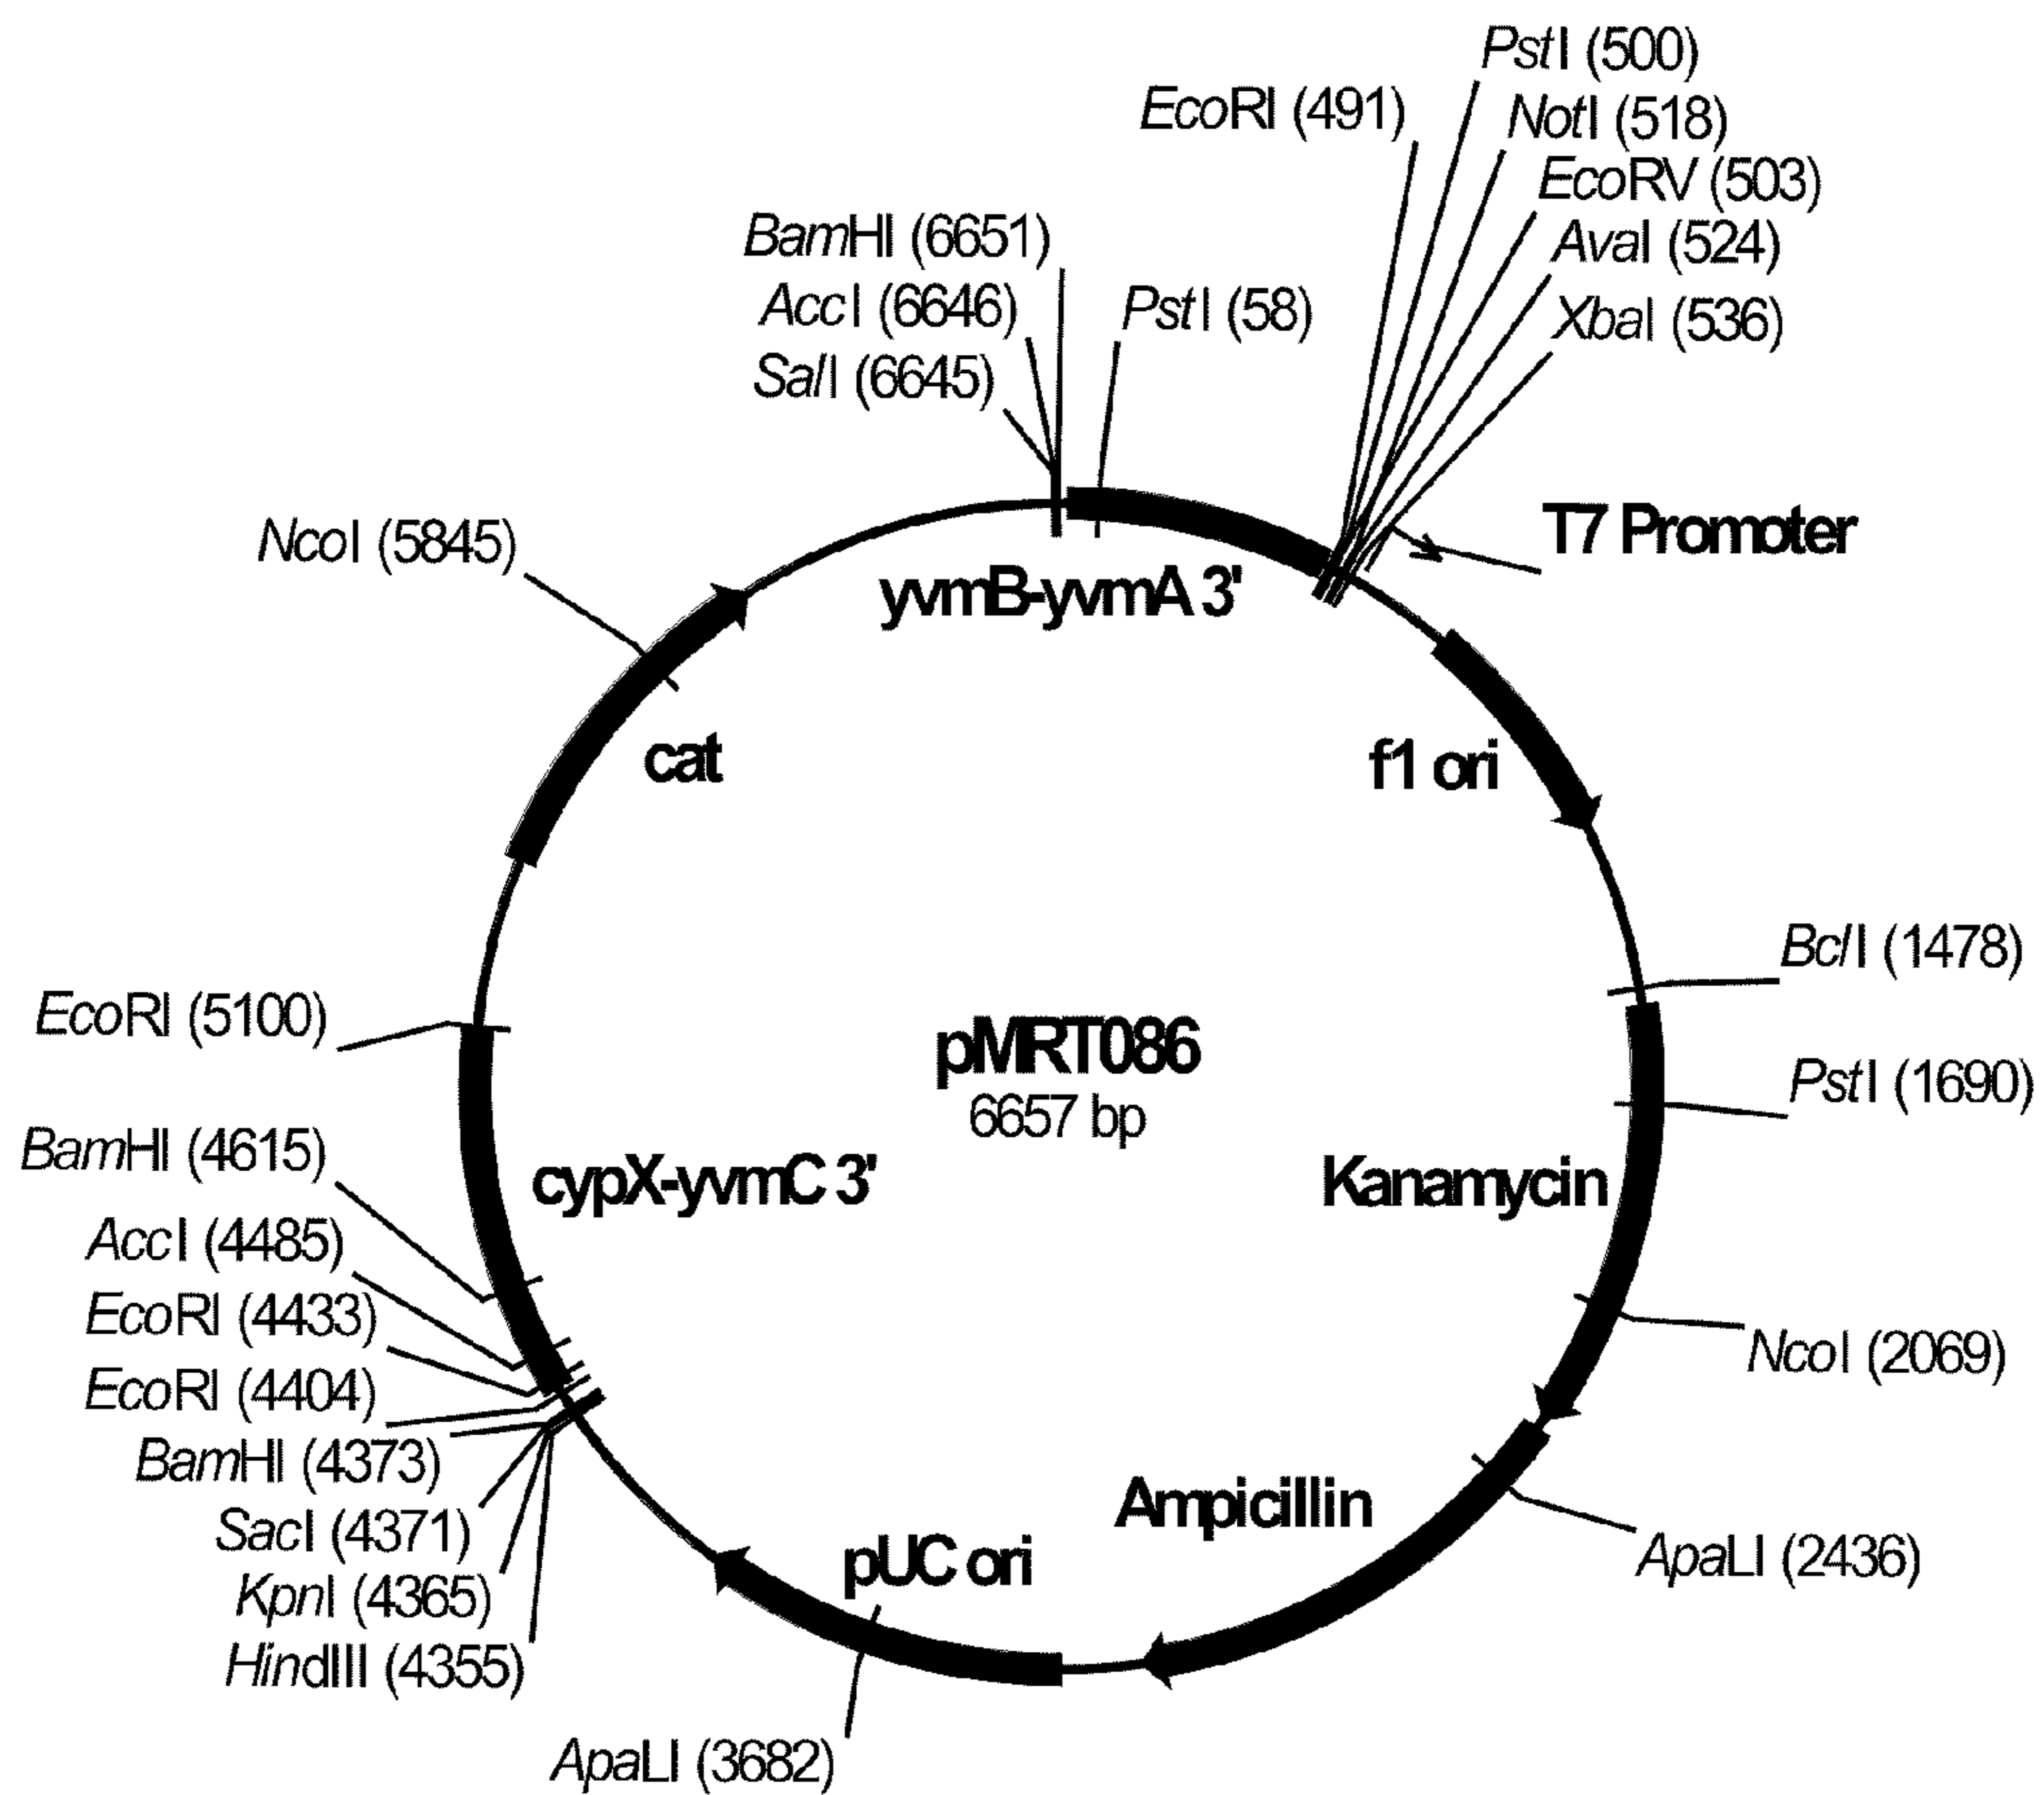 PstI (500)
EcoRI (491)
NotI (518)
EcoRV (503)
BamHI (6651)
AvaI (524)
AccI (6646)
PstI (58)
XbaI (536)
SalI (6645)
T7 Promoter
NcoI (5845)
yvmB-yvmA 3'
cat
f1 ori
BclI (1478)
EcoRI (5100)
pMRT086
6657 bp
PstI (1690)
BamHI (4615)
cypX-yvmC 3'
Kanamycin
AccI (4485)
EcoRI (4433)
NcoI (2069)
EcoRI (4404)
BamHI (4373)
Ampicillin
SacI (4371)
pUC ori
ApaLI (2436)
KpnI (4365)
HindIII (4355)
ApaLI (3682)